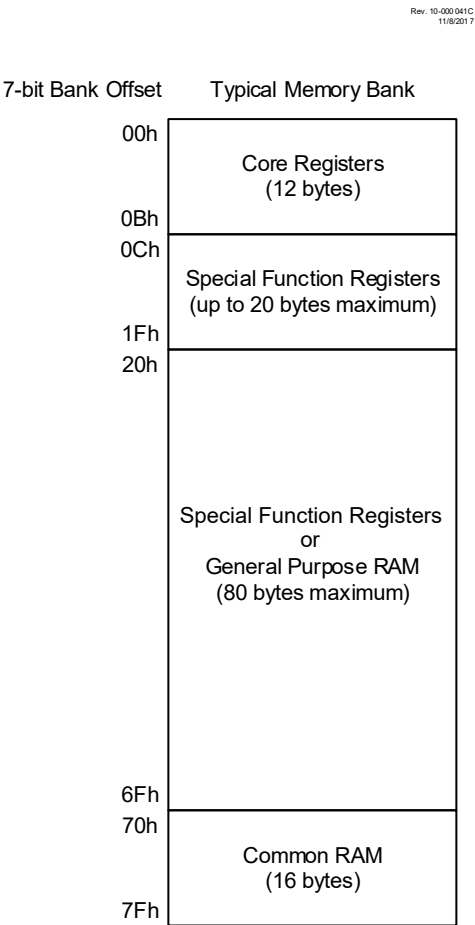 Rev. 10-000041C
11/8/2017
7-bit Bank Offset Typical Memory Bank
00h
Core Registers
(12 bytes)
0Bh
0Ch
Special Function Registers
(up to 20 bytes maximum)
1Fh
20h
Special Function Registers
or
General Purpose RAM
(80 bytes maximum)
6Fh
70h
Common RAM
(16 bytes)
7Fh